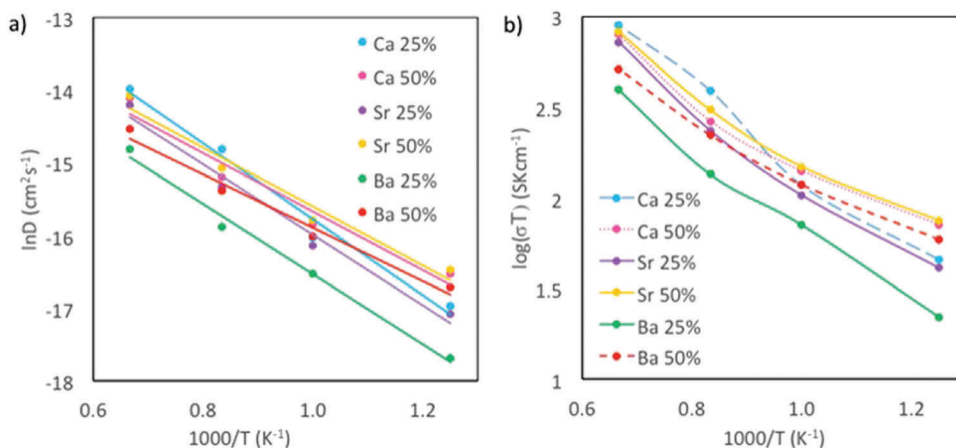 a)
-13
-14
-15
-16
-17
-18
lnD (cm² s⁻¹)
0.6
0.8
1.0
1.2
1000/T (K⁻¹)
Ca 25%
Ca 50%
Sr 25%
Sr 50%
Ba 25%
Ba 50%
b)
3
2.5
2
1.5
1
log(σT) (SKcm⁻¹)
0.6
0.8
1.0
1.2
1000/T (K⁻¹)
Ca 25%
Ca 50%
Sr 25%
Sr 50%
Ba 25%
Ba 50%